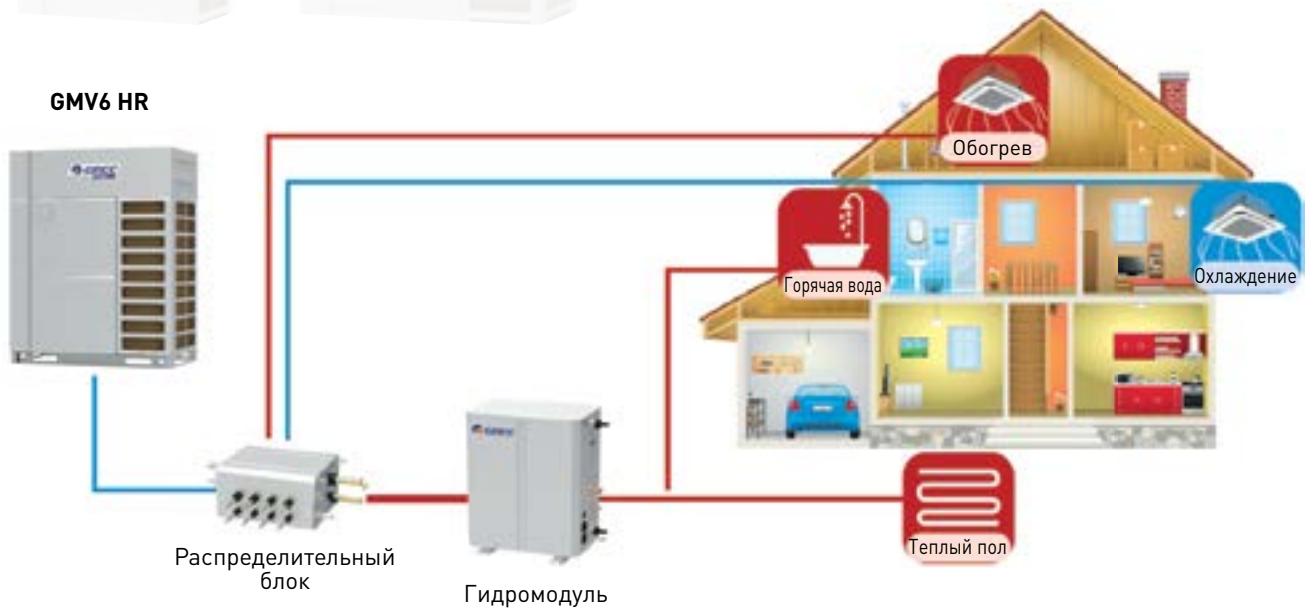 GMV6 HR
Обогрев
Горячая вода
Охлаждение
Теплый пол
Распределительный
блок
Гидромодуль